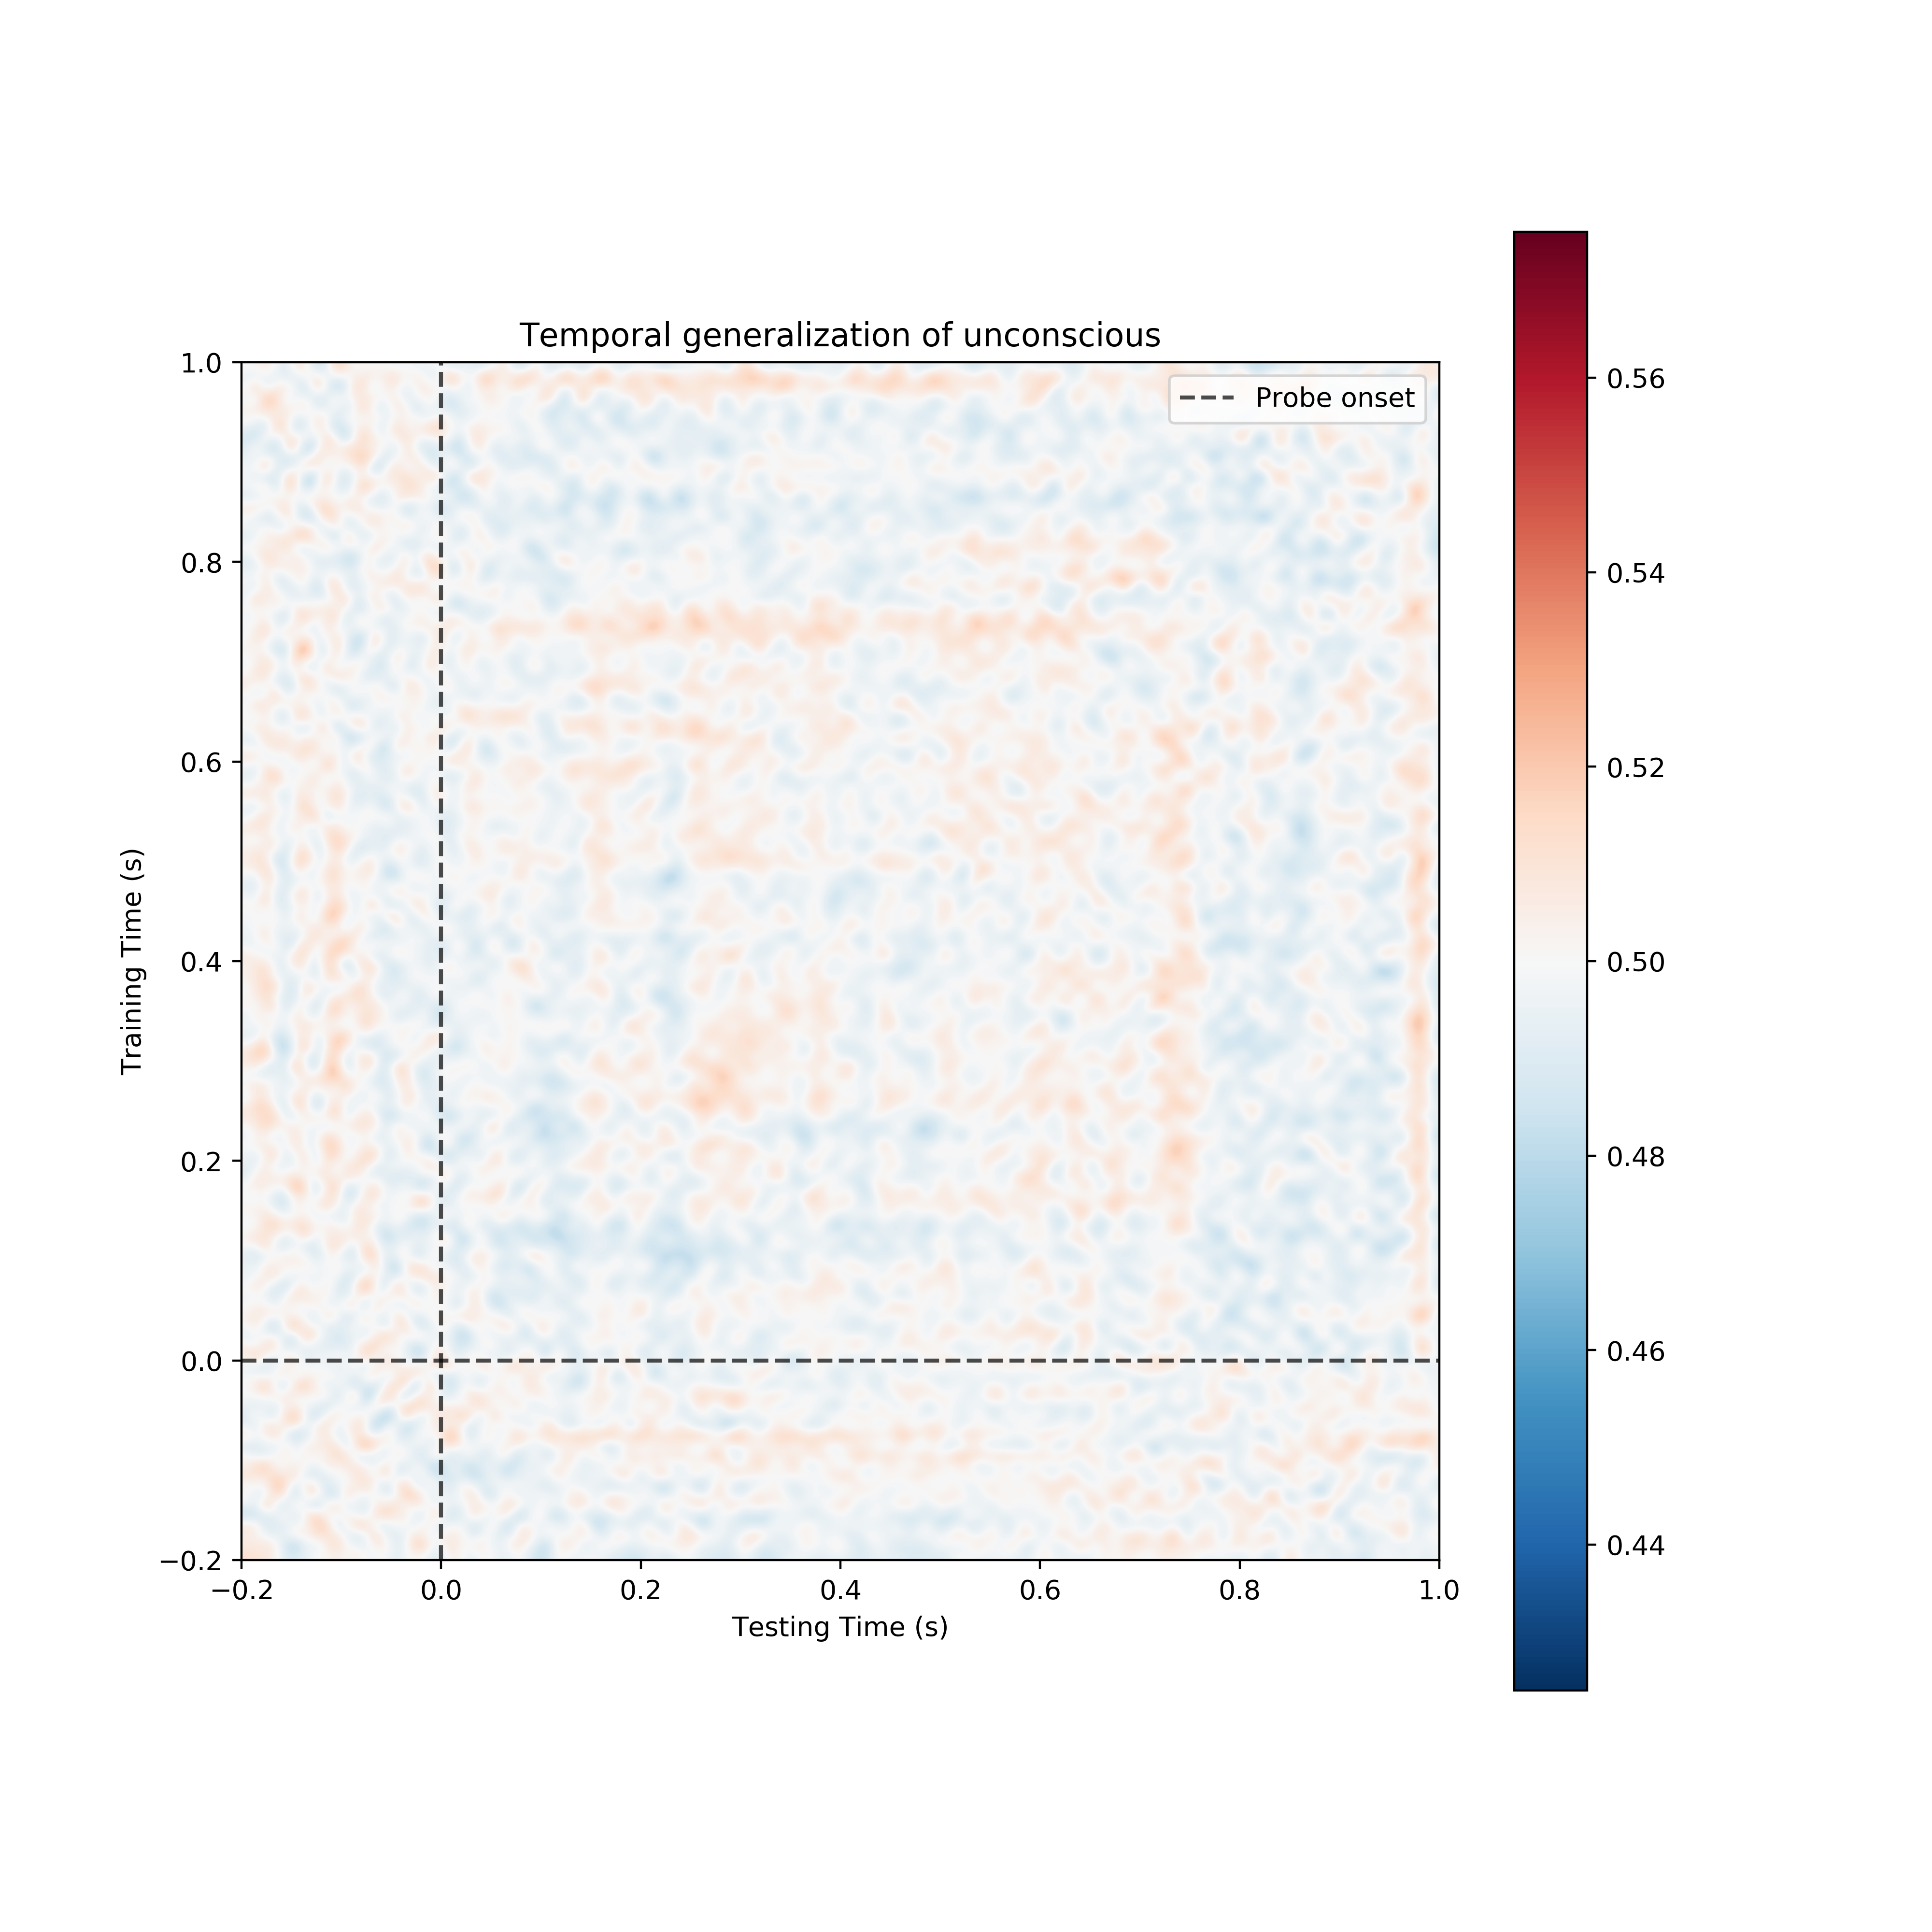 Temporal generalization of unconscious
Probe onset
Training Time (s)
1.0
0.8
0.6
0.4
0.2
0.0
−0.2
−0.2 0.0 0.2 0.4 0.6 0.8 1.0
Testing Time (s)
0.56
0.54
0.52
0.50
0.48
0.46
0.44